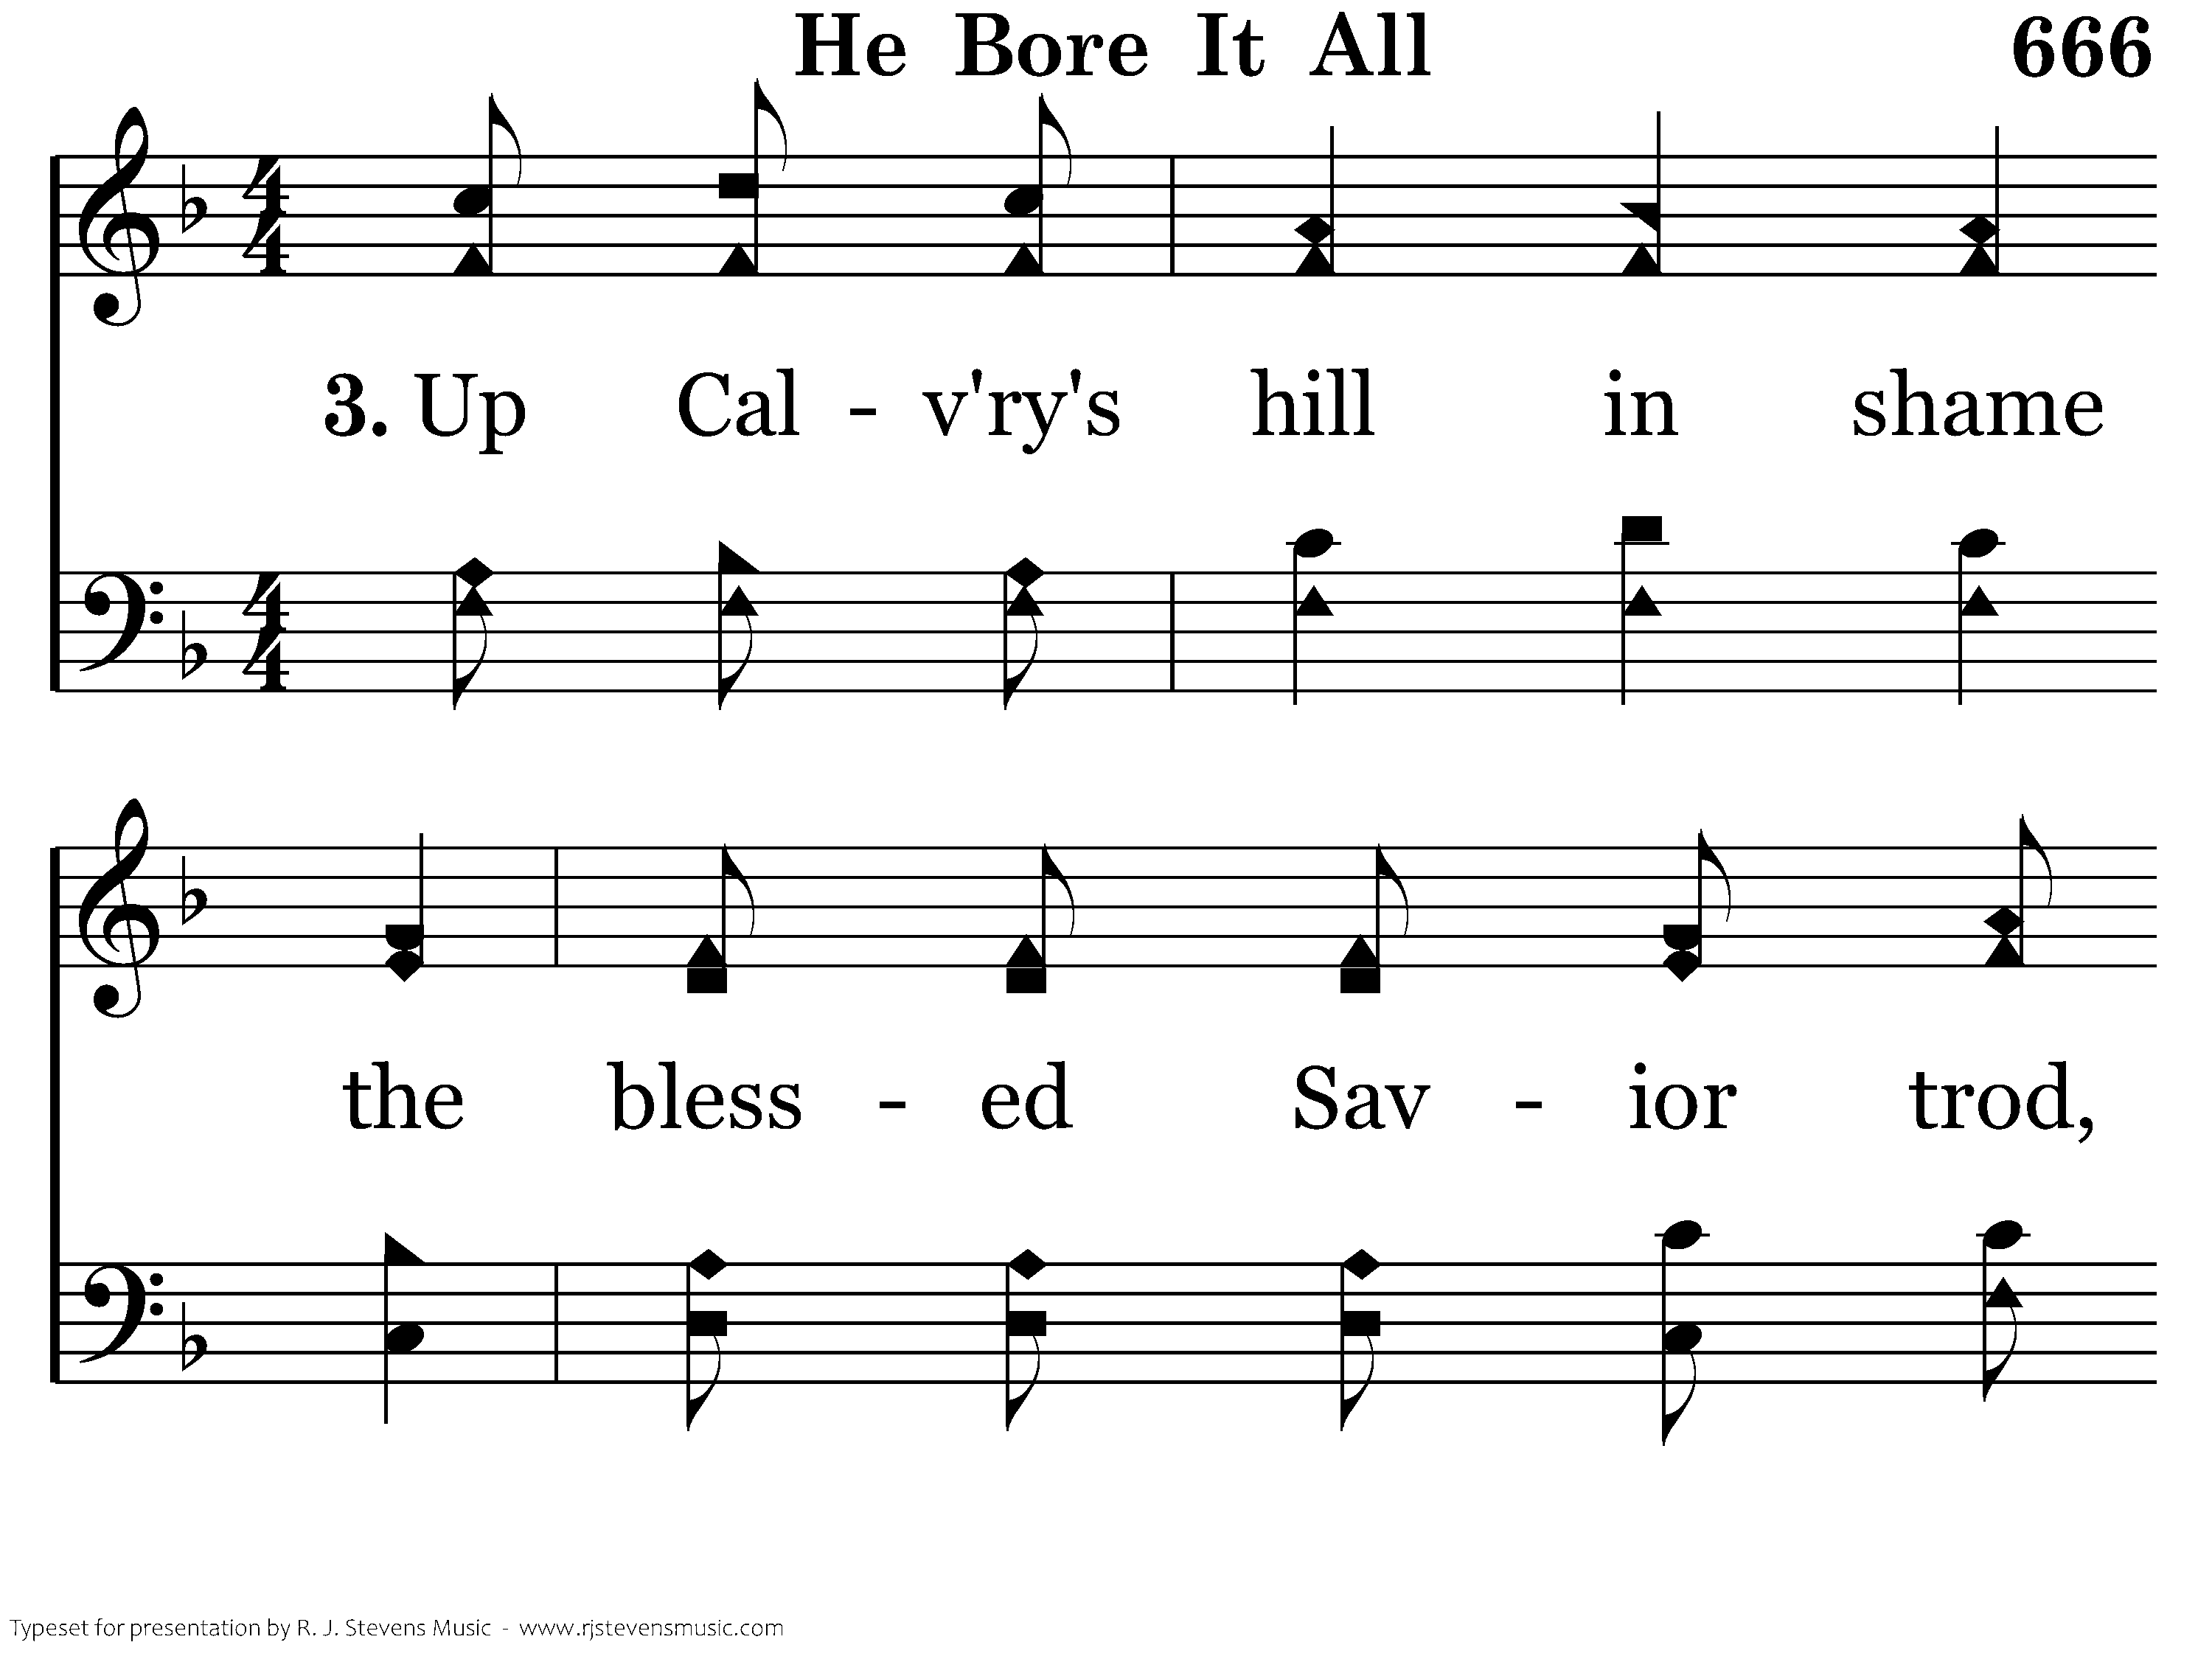 He Bore It All 666
3. Up Cal - v'ry's hill in shame
the bless - ed Sav - ior trod,
Typeset for presentation by R. J. Stevens Music - www.rjstevensmusic.com